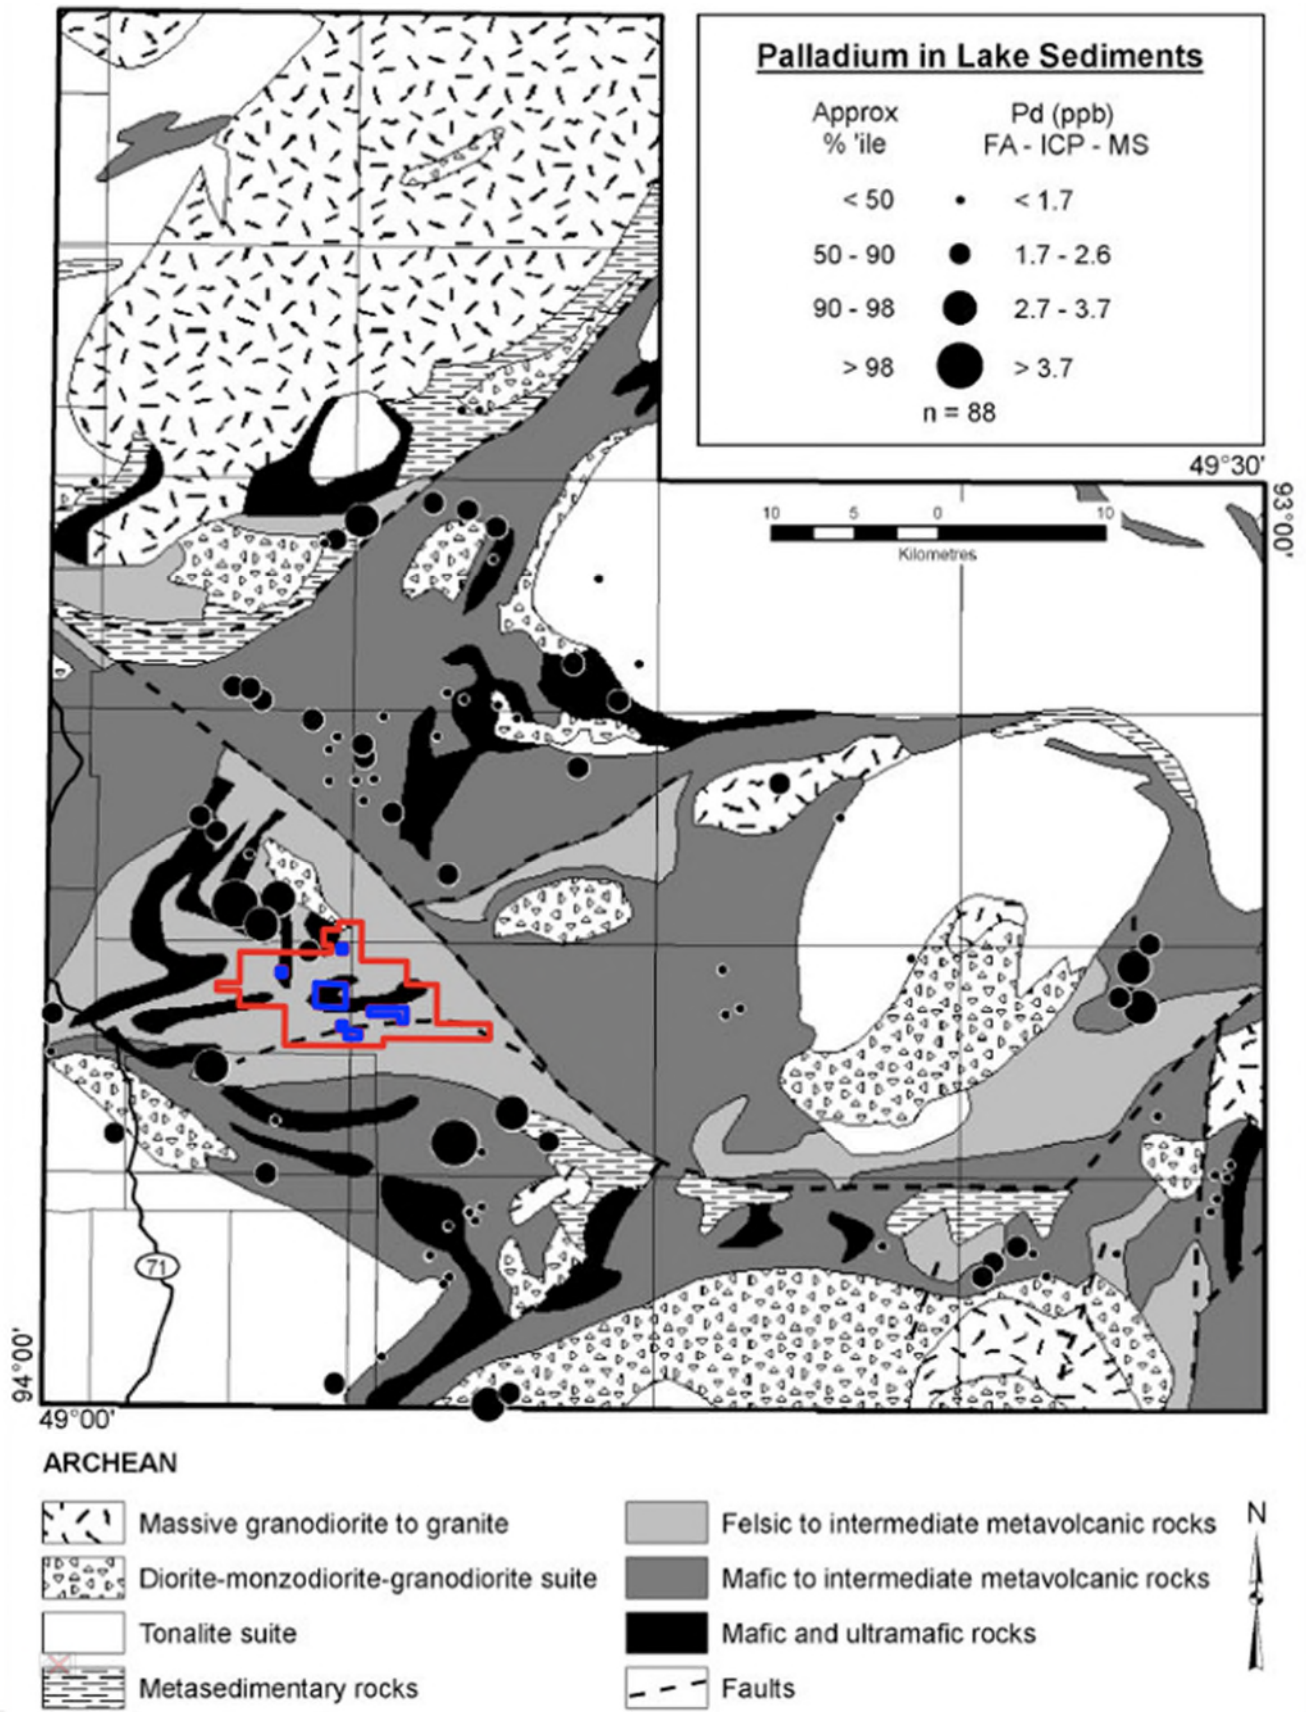 Palladium in Lake Sediments
Approx Pd (ppb)
% 'ile FA - ICP - MS
< 50 < 1.7
50 - 90 1.7 - 2.6
90 - 98 2.7 - 3.7
> 98 > 3.7
n = 88
49°30'
93°00'
10 5 0 10
Kilometres
71
94°00'
49°00'
ARCHEAN
Massive granodiorite to granite
Diorite-monzodiorite-granodiorite suite
Tonalite suite
Metasedimentary rocks
Felsic to intermediate metavolcanic rocks
Mafic to intermediate metavolcanic rocks
Mafic and ultramafic rocks
Faults
N